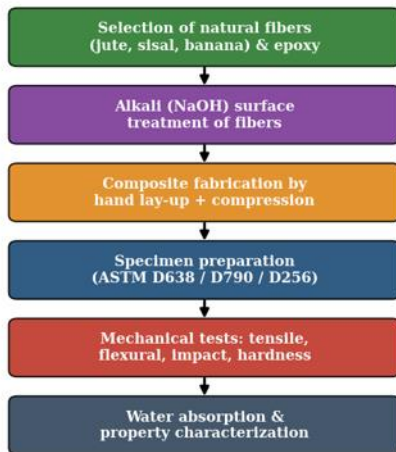 Selection of natural fibers
(jute, sisal, banana) & epoxy
Alkali (NaOH) surface
treatment of fibers
Composite fabrication by
hand lay-up + compression
Specimen preparation
(ASTM D638 / D790 / D256)
Mechanical tests: tensile,
flexural, impact, hardness
Water absorption &
property characterization